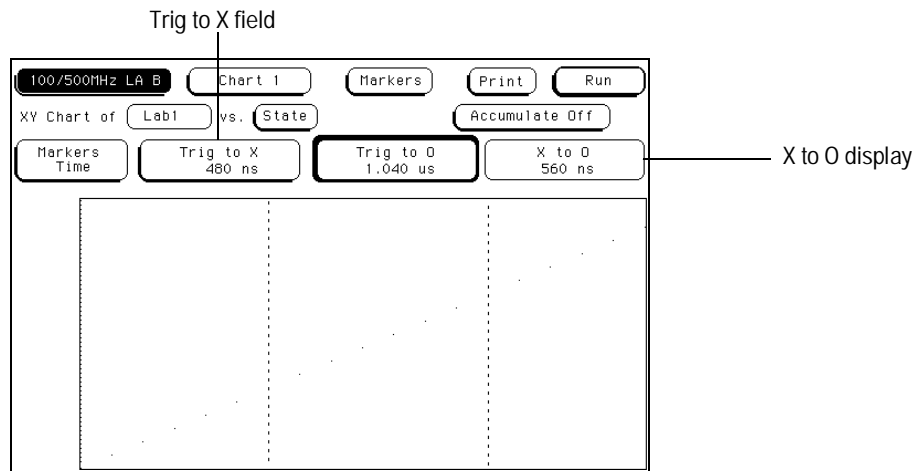 Trig to X field
100/500MHz LA B Chart 1 Markers Print Run
XY Chart of Lab1 vs. State Accumulate Off
Markers Time Trig to X 480 ns Trig to O 1.040 us X to O 560 ns
X to O display